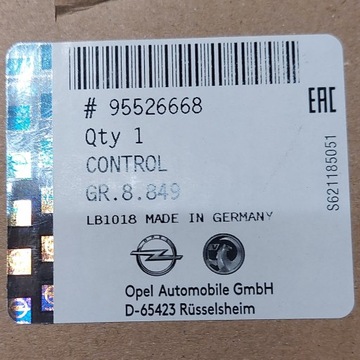 # 95526668
Qty 1
CONTROL
GR.8.849
LB1018 MADE IN GERMANY
Opel Automobile GmbH
D-65423 Rüsselsheim
EAC
S621185051